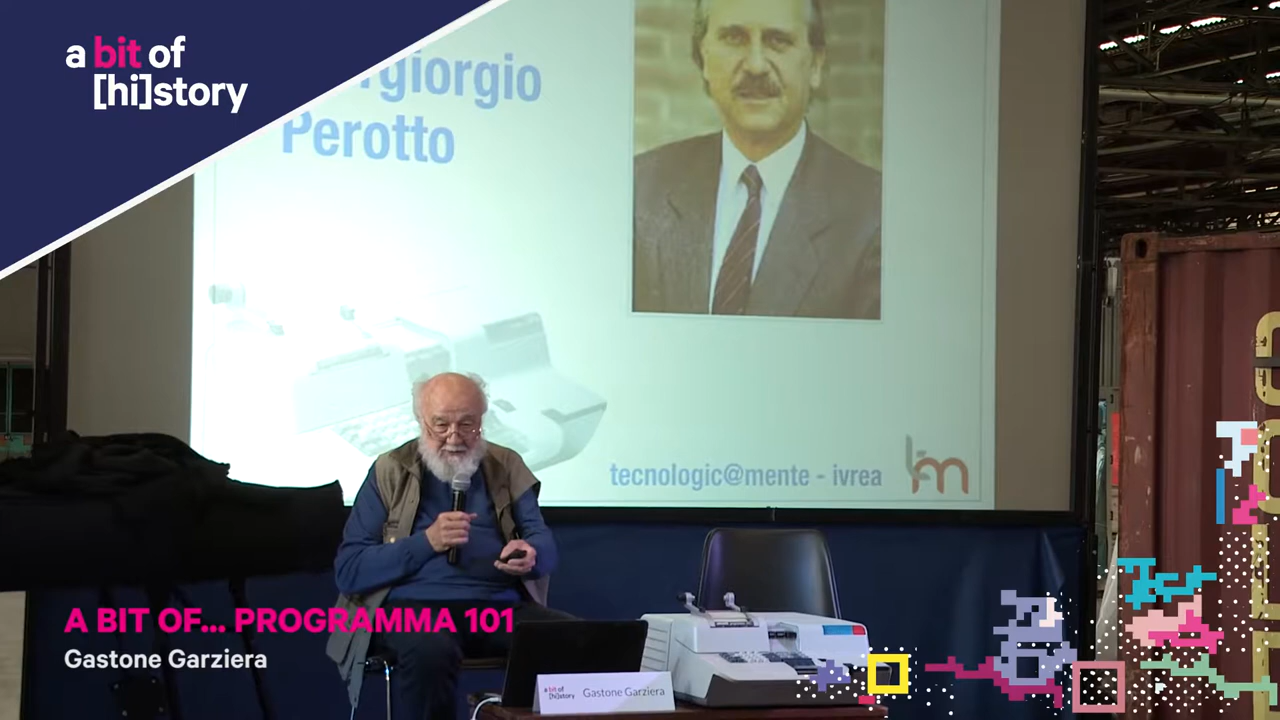 a bit of
[hi]story
giorgio
Perotto
tecnologic@mente - ivrea
A BIT OF... PROGRAMMA 101
Gastone Garziera
a bit of
[hi]story
Gastone Garziera